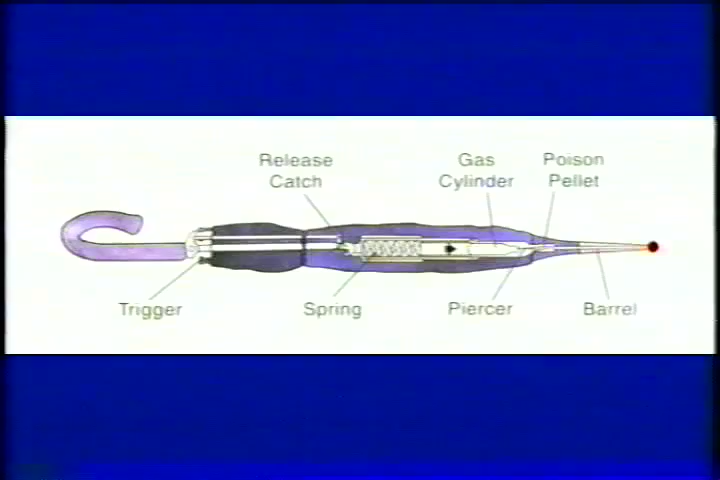 Release
Catch
Gas
Cylinder
Poison
Pellet
Trigger
Spring
Piercer
Barrel